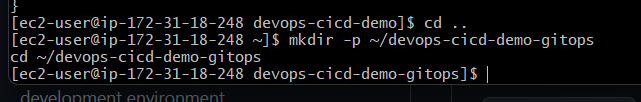 }
[ec2-user@ip-172-31-18-248 devops-cicd-demo]$ cd ..
[ec2-user@ip-172-31-18-248 ~]$ mkdir -p ~/devops-cicd-demo-gitops
cd ~/devops-cicd-demo-gitops
[ec2-user@ip-172-31-18-248 devops-cicd-demo-gitops]$
development environment